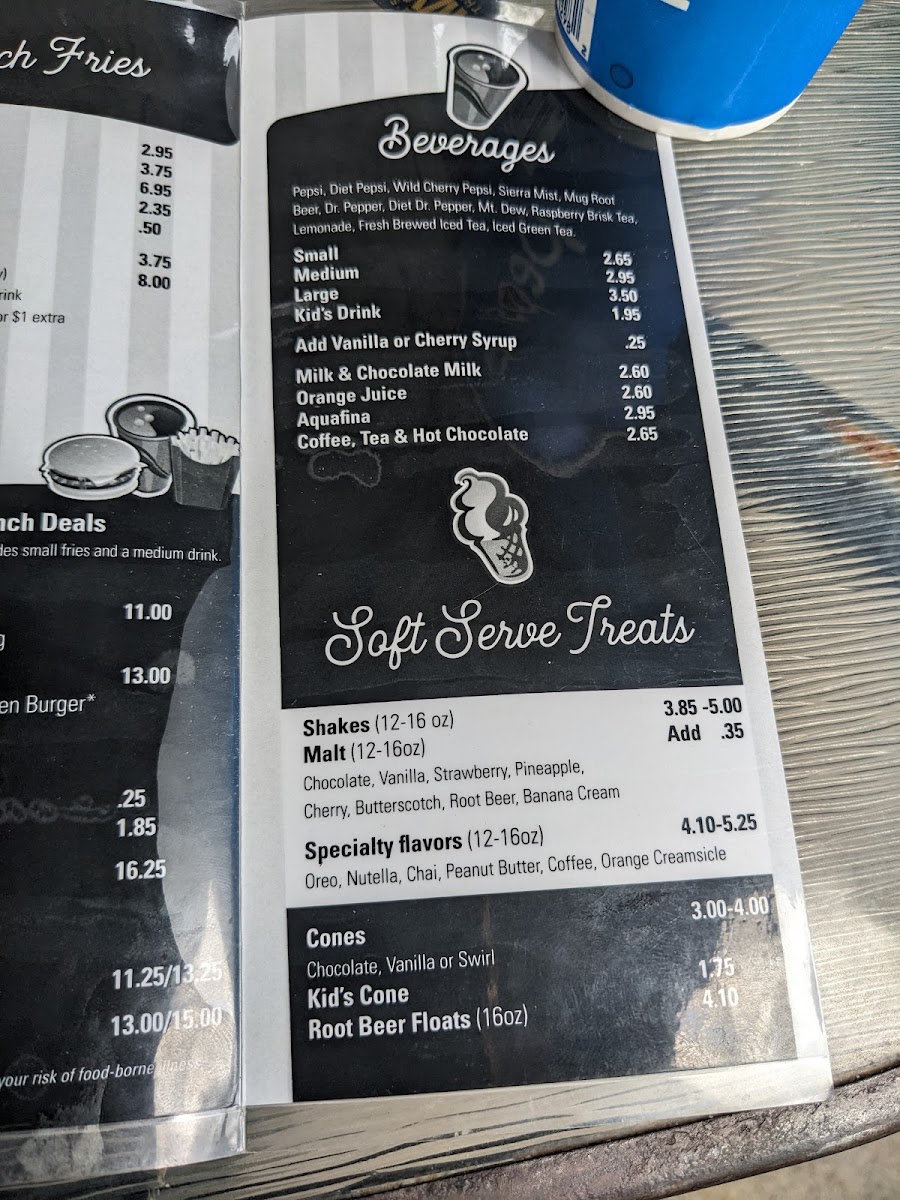 ch Fries
2.95
3.75
6.95
2.35
.50
3.75
8.00
rink
or $1 extra
nch Deals
des small fries and a medium drink.
11.00
g
13.00
en Burger*
.25
1.85
16.25
11.25/13.25
13.00/15.00
your risk of food-borne illness
Beverages
Pepsi, Diet Pepsi, Wild Cherry Pepsi, Sierra Mist, Mug Root
Beer, Dr. Pepper, Diet Dr. Pepper, Mt. Dew, Raspberry Brisk Tea,
Lemonade, Fresh Brewed Iced Tea, Iced Green Tea.
Small 2.65
Medium 2.95
Large 3.50
Kid's Drink 1.95
Add Vanilla or Cherry Syrup .25
Milk & Chocolate Milk 2.60
Orange Juice 2.60
Aquafina 2.95
Coffee, Tea & Hot Chocolate 2.65
Soft Serve Treats
Shakes (12-16 oz) 3.85 -5.00
Malt (12-16oz) Add .35
Chocolate, Vanilla, Strawberry, Pineapple,
Cherry, Butterscotch, Root Beer, Banana Cream
Specialty flavors (12-16oz) 4.10-5.25
Oreo, Nutella, Chai, Peanut Butter, Coffee, Orange Creamsicle
Cones 3.00-4.00
Chocolate, Vanilla or Swirl
Kid's Cone 1.75
Root Beer Floats (16oz) 4.10